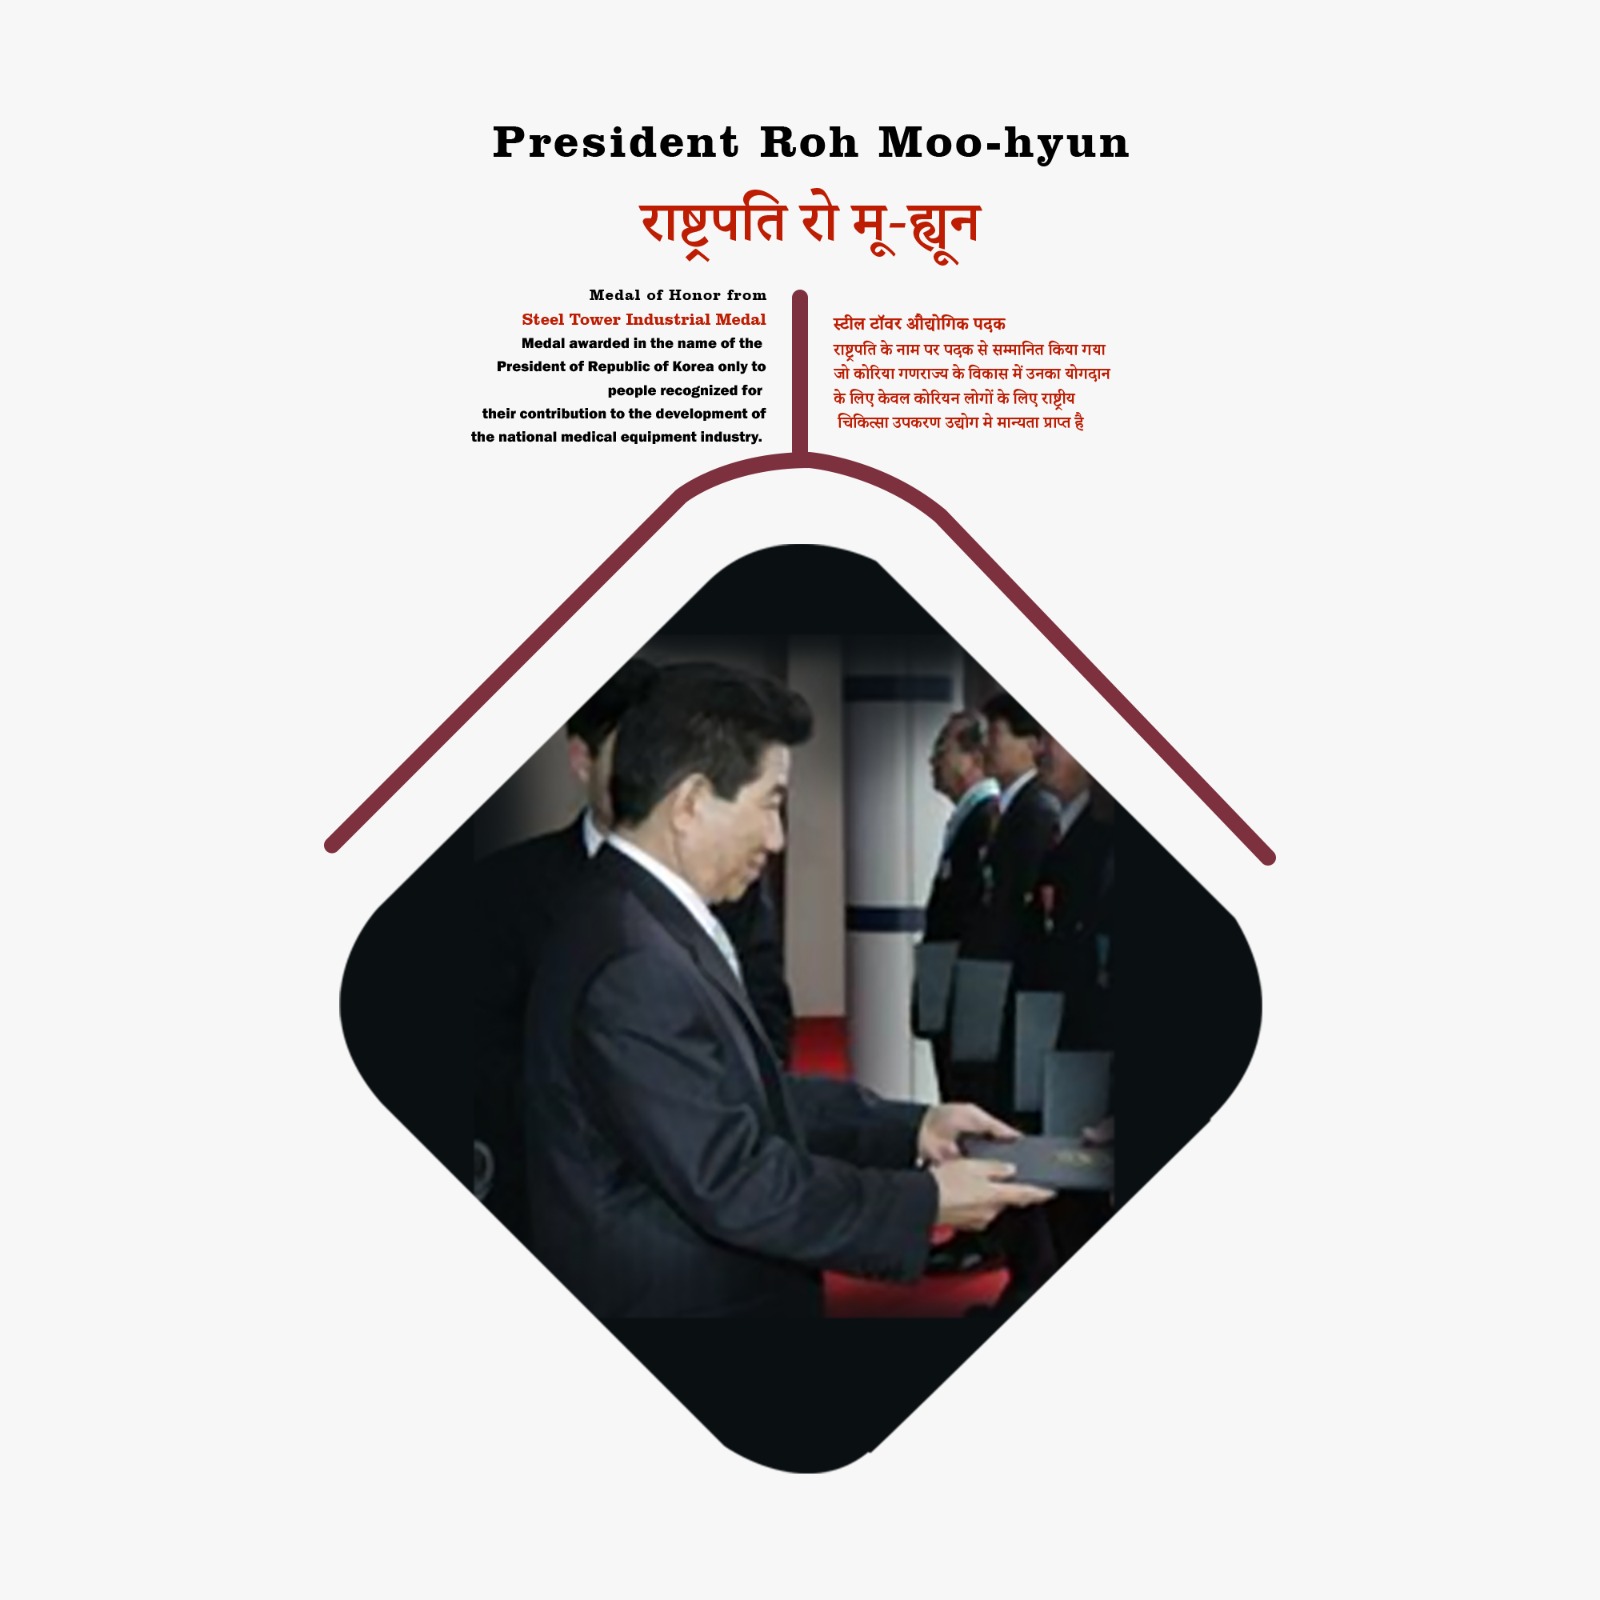 President Roh Moo-hyun
राष्ट्रपति रो मू-ह्यून
Medal of Honor from
Steel Tower Industrial Medal
Medal awarded in the name of the
President of Republic of Korea only to
people recognized for
their contribution to the development of
the national medical equipment industry.
स्टील टॉवर औद्योगिक पदक
राष्ट्रपति के नाम पर पदक से सम्मानित किया गया
जो कोरिया गणराज्य के विकास में उनका योगदान
के लिए केवल कोरियन लोगों के लिए राष्ट्रीय
चिकित्सा उपकरण उद्योग मे मान्यता प्राप्त है